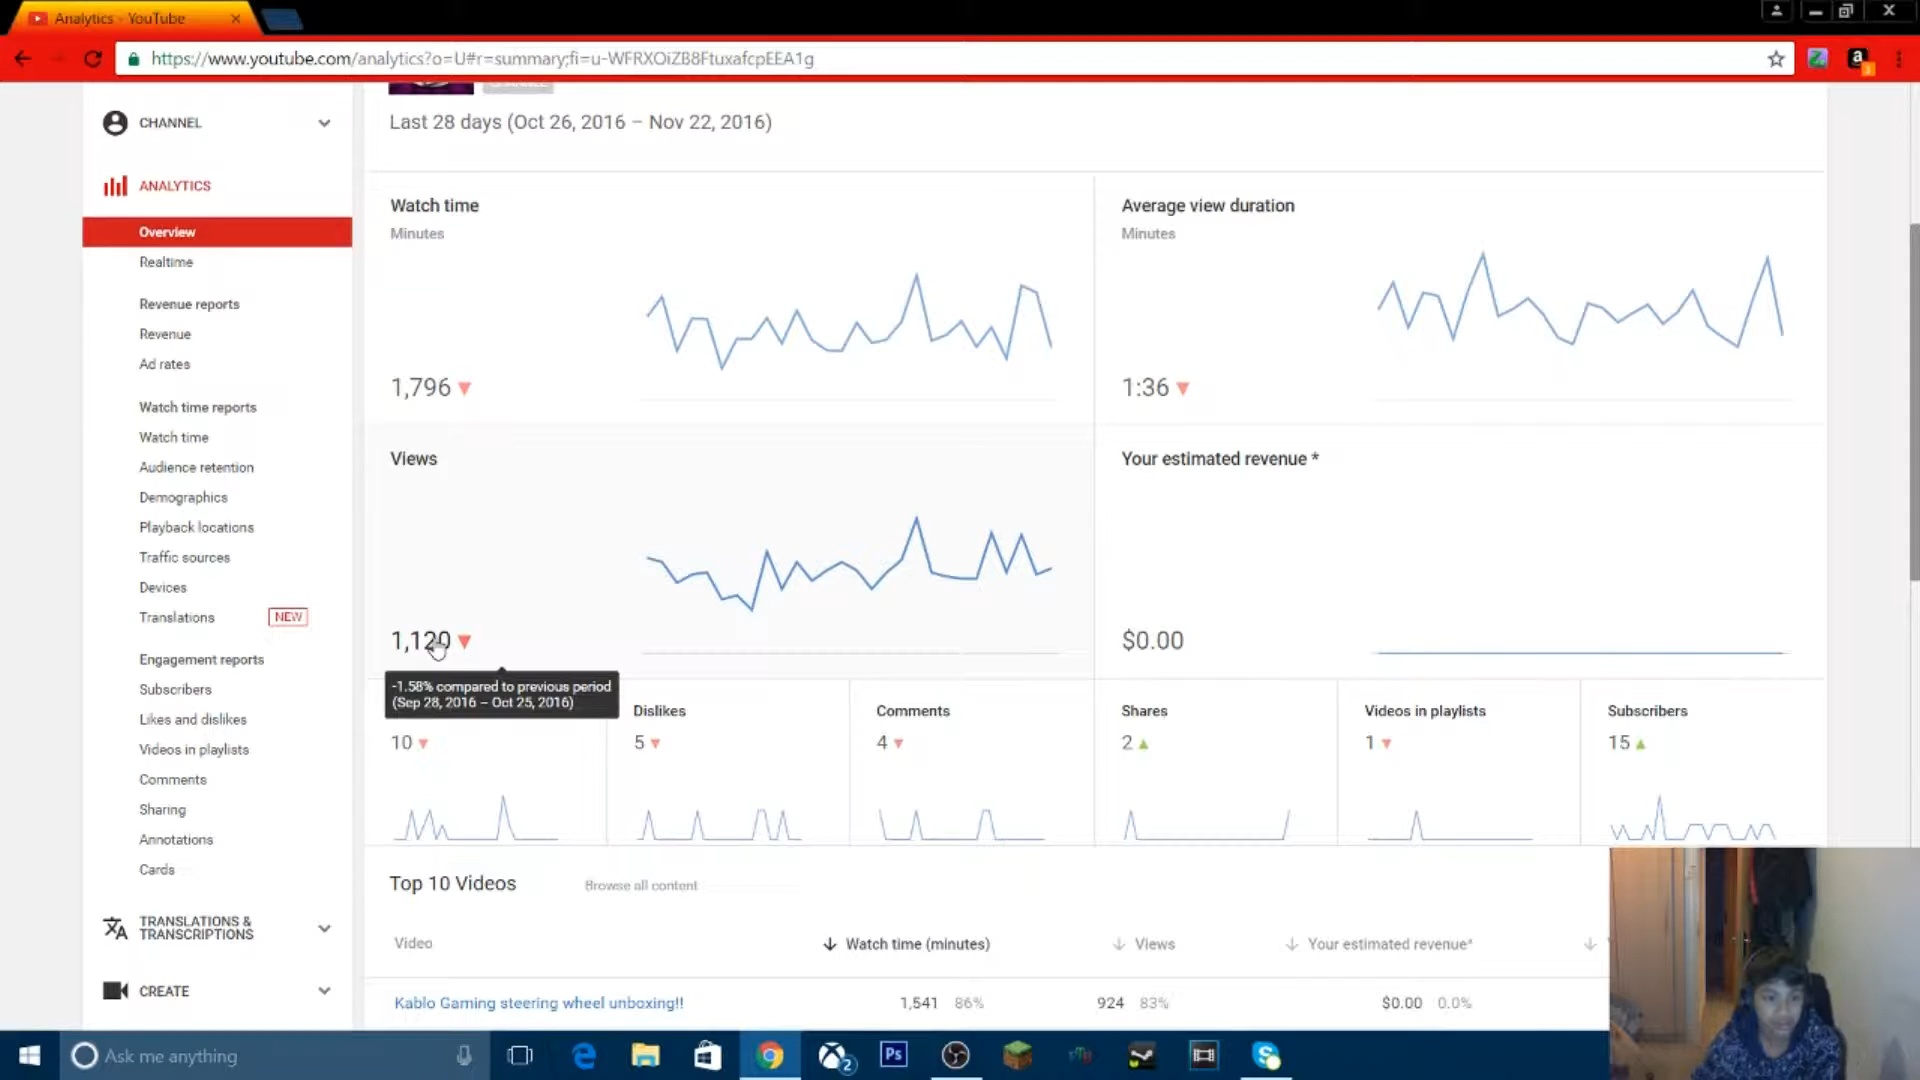 Analytics - YouTube
https://www.youtube.com/analytics?o=U#r=summary;fi=u-WFRXOiZB8FtuxafcpEEA1g
CHANNEL
Last 28 days (Oct 26, 2016 – Nov 22, 2016)
ANALYTICS
Overview
Realtime
Revenue reports
Revenue
Ad rates
Watch time reports
Watch time
Audience retention
Demographics
Playback locations
Traffic sources
Devices
Translations NEW
Engagement reports
Subscribers
Likes and dislikes
Videos in playlists
Comments
Sharing
Annotations
Cards
TRANSLATIONS &
TRANSCRIPTIONS
CREATE
Watch time
Minutes
1,796
Average view duration
Minutes
1:36
Views
1,120
-1.58% compared to previous period
(Sep 28, 2016 – Oct 25, 2016)
Your estimated revenue *
$0.00
10
Dislikes
5
Comments
4
Shares
2
Videos in playlists
1
Subscribers
15
Top 10 Videos Browse all content
Video Watch time (minutes) Views Your estimated revenue*
Kablo Gaming steering wheel unboxing!! 1,541 86% 924 83% $0.00 0.0%
Ask me anything
2
Ps